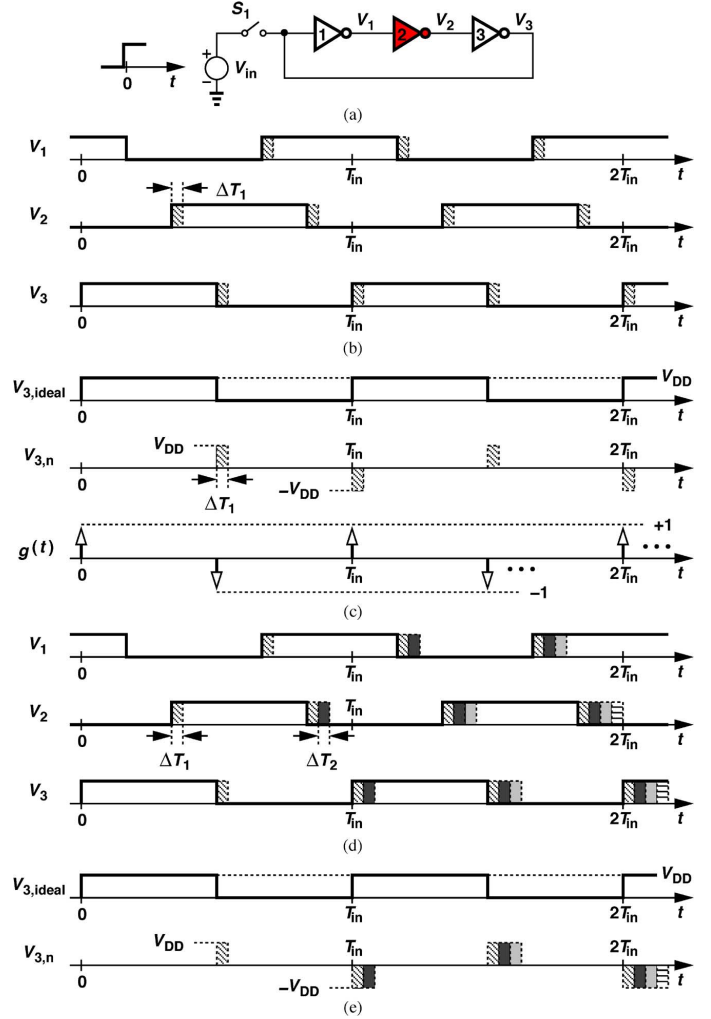 S1
V1 V2 V3
1 2 3
+
Vin
−
0 t
(a)
V1
0 Tin 2Tin t
ΔT1
V2
0 Tin 2Tin t
V3
0 Tin 2Tin t
(b)
V3,ideal VDD
0 Tin 2Tin t
VDD Tin 2Tin
V3,n
0 t
−VDD
ΔT1
+1
g(t)
0 Tin 2Tin t
−1
(c)
V1
0 Tin 2Tin t
V2 Tin
0 2Tin t
ΔT1 ΔT2
V3
0 Tin 2Tin t
(d)
V3,ideal VDD
0 Tin 2Tin t
VDD Tin 2Tin
V3,n
0 t
−VDD
(e)